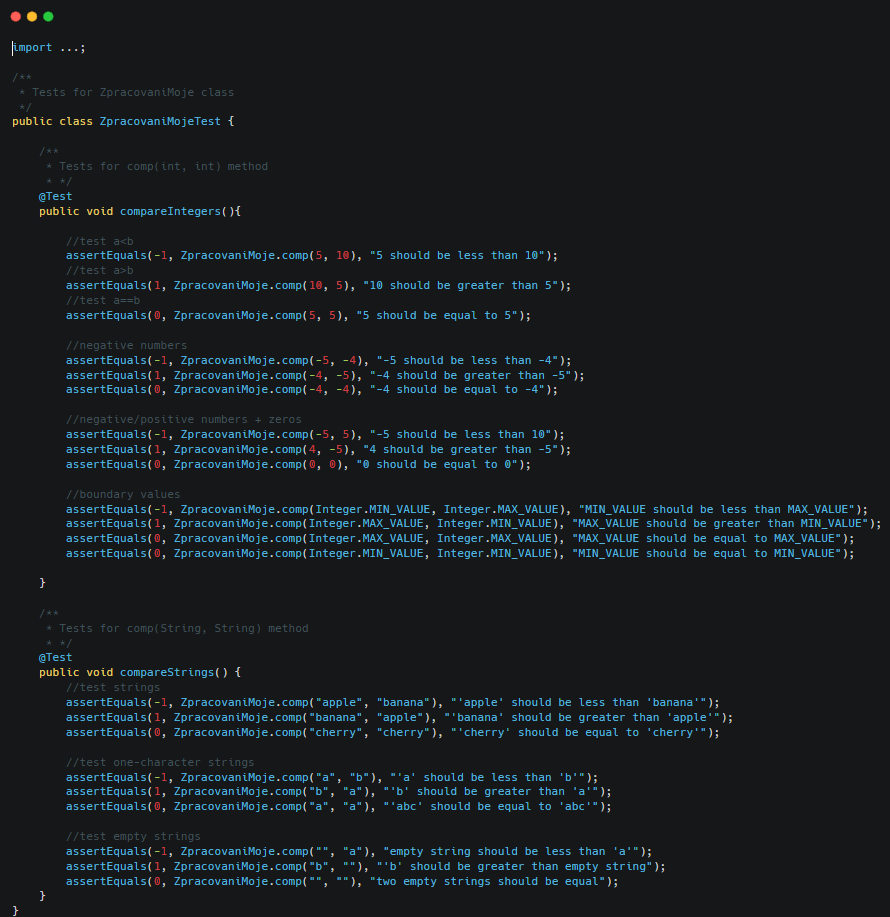 import ...;
/**
 * Tests for ZpracovaniMoje class
 */
public class ZpracovaniMojeTest {
    /**
     * Tests for comp(int, int) method
     * */
    @Test
    public void compareIntegers(){
        //test a<b
        assertEquals(-1, ZpracovaniMoje.comp(5, 10), "5 should be less than 10");
        //test a>b
        assertEquals(1, ZpracovaniMoje.comp(10, 5), "10 should be greater than 5");
        //test a==b
        assertEquals(0, ZpracovaniMoje.comp(5, 5), "5 should be equal to 5");
        //negative numbers
        assertEquals(-1, ZpracovaniMoje.comp(-5, -4), "-5 should be less than -4");
        assertEquals(1, ZpracovaniMoje.comp(-4, -5), "-4 should be greater than -5");
        assertEquals(0, ZpracovaniMoje.comp(-4, -4), "-4 should be equal to -4");
        //negative/positive numbers + zeros
        assertEquals(-1, ZpracovaniMoje.comp(-5, 5), "-5 should be less than 10");
        assertEquals(1, ZpracovaniMoje.comp(4, -5), "4 should be greater than -5");
        assertEquals(0, ZpracovaniMoje.comp(0, 0), "0 should be equal to 0");
        //boundary values
        assertEquals(-1, ZpracovaniMoje.comp(Integer.MIN_VALUE, Integer.MAX_VALUE), "MIN_VALUE should be less than MAX_VALUE");
        assertEquals(1, ZpracovaniMoje.comp(Integer.MAX_VALUE, Integer.MIN_VALUE), "MAX_VALUE should be greater than MIN_VALUE");
        assertEquals(0, ZpracovaniMoje.comp(Integer.MAX_VALUE, Integer.MAX_VALUE), "MAX_VALUE should be equal to MAX_VALUE");
        assertEquals(0, ZpracovaniMoje.comp(Integer.MIN_VALUE, Integer.MIN_VALUE), "MIN_VALUE should be equal to MIN_VALUE");
    }
    /**
     * Tests for comp(String, String) method
     * */
    @Test
    public void compareStrings() {
        //test strings
        assertEquals(-1, ZpracovaniMoje.comp("apple", "banana"), "'apple' should be less than 'banana'");
        assertEquals(1, ZpracovaniMoje.comp("banana", "apple"), "'banana' should be greater than 'apple'");
        assertEquals(0, ZpracovaniMoje.comp("cherry", "cherry"), "'cherry' should be equal to 'cherry'");
        //test one-character strings
        assertEquals(-1, ZpracovaniMoje.comp("a", "b"), "'a' should be less than 'b'");
        assertEquals(1, ZpracovaniMoje.comp("b", "a"), "'b' should be greater than 'a'");
        assertEquals(0, ZpracovaniMoje.comp("a", "a"), "'abc' should be equal to 'abc'");
        //test empty strings
        assertEquals(-1, ZpracovaniMoje.comp("", "a"), "empty string should be less than 'a'");
        assertEquals(1, ZpracovaniMoje.comp("b", ""), "'b' should be greater than empty string");
        assertEquals(0, ZpracovaniMoje.comp("", ""), "two empty strings should be equal");
    }
}